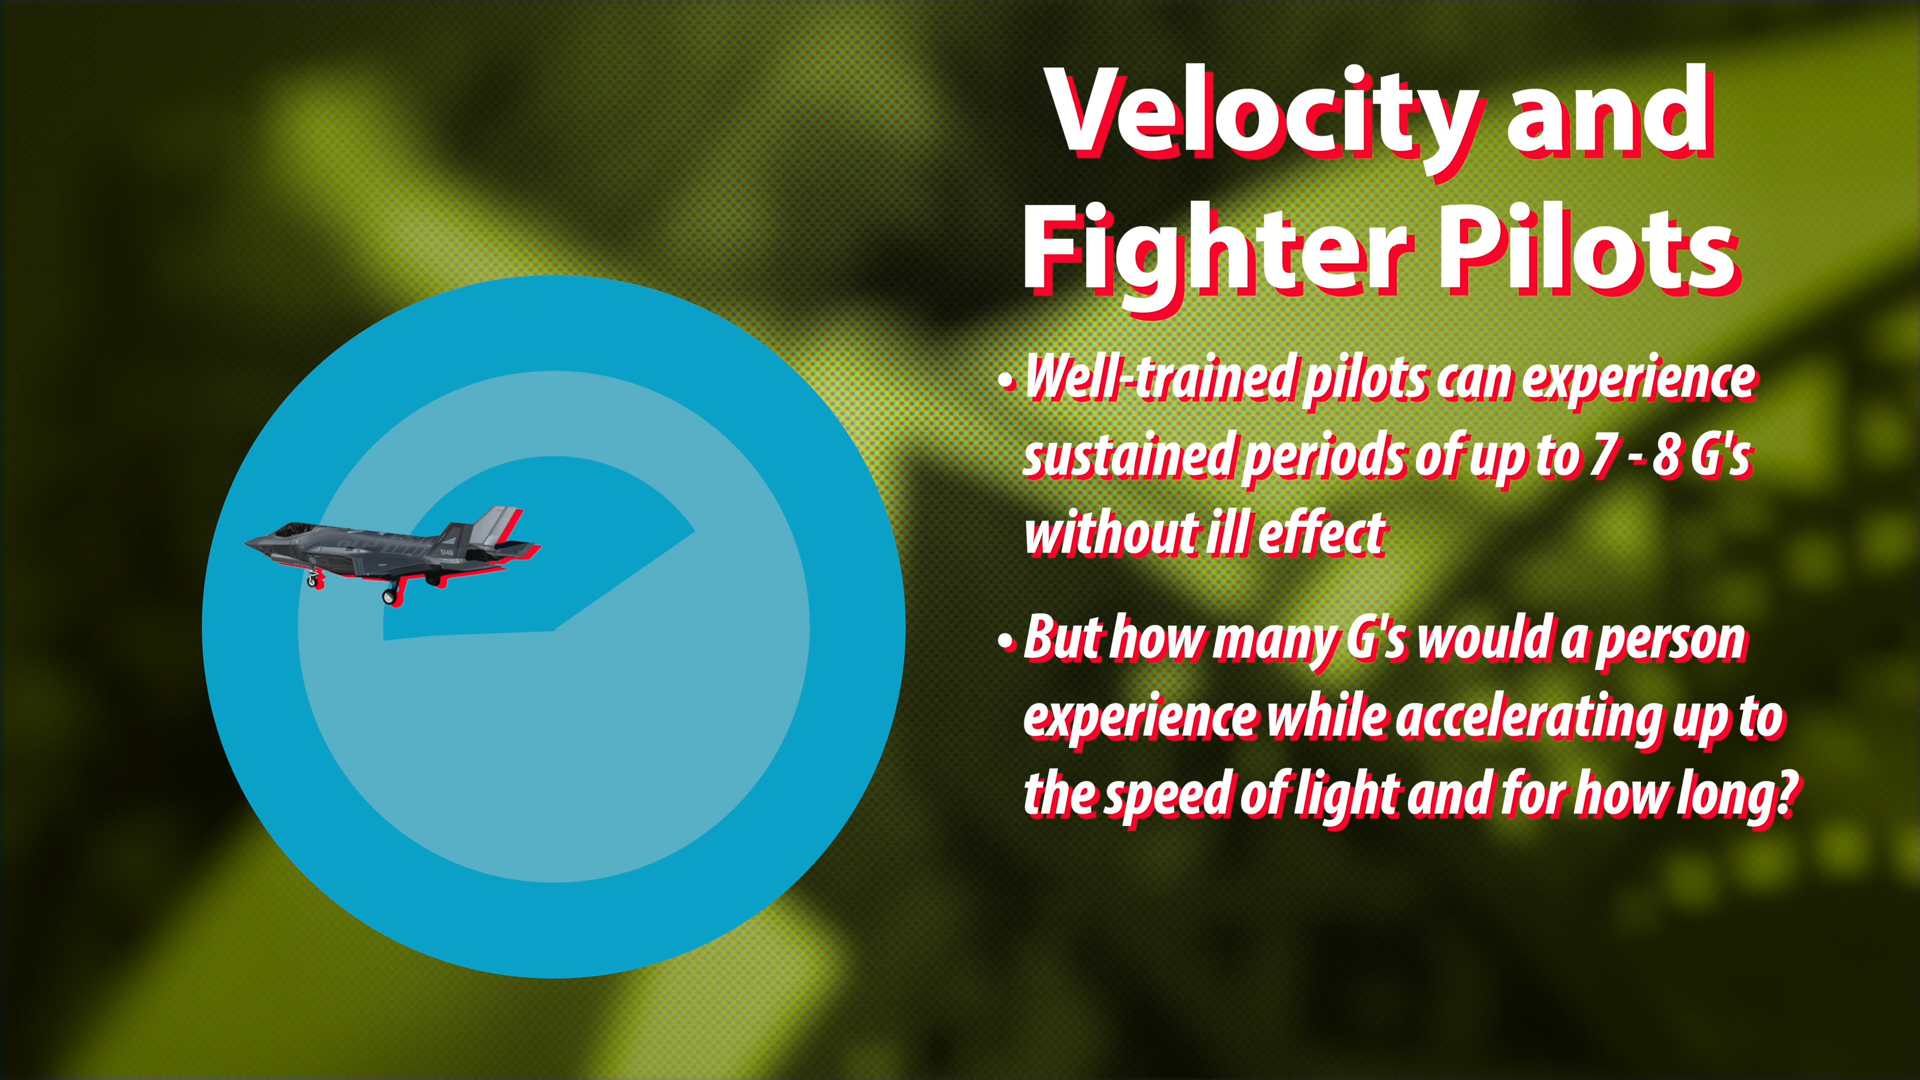 Velocity and
Fighter Pilots
• Well-trained pilots can experience
sustained periods of up to 7 - 8 G's
without ill effect
• But how many G's would a person
experience while accelerating up to
the speed of light and for how long?